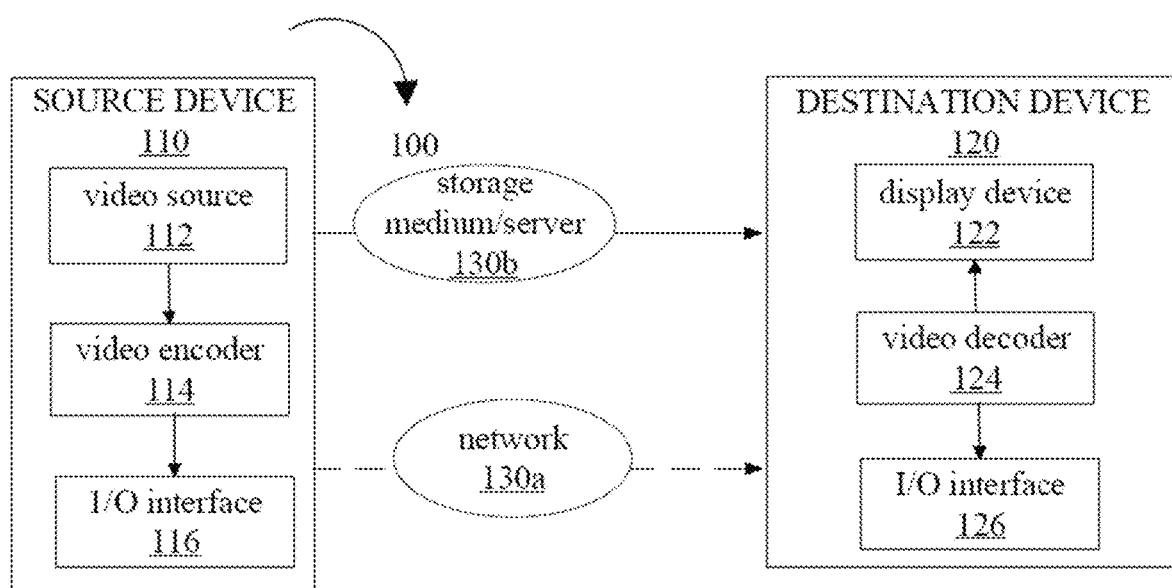 SOURCE DEVICE
110
video source
112
video encoder
114
I/O interface
116
100
storage
medium/server
130b
network
130a
DESTINATION DEVICE
120
display device
122
video decoder
124
I/O interface
126